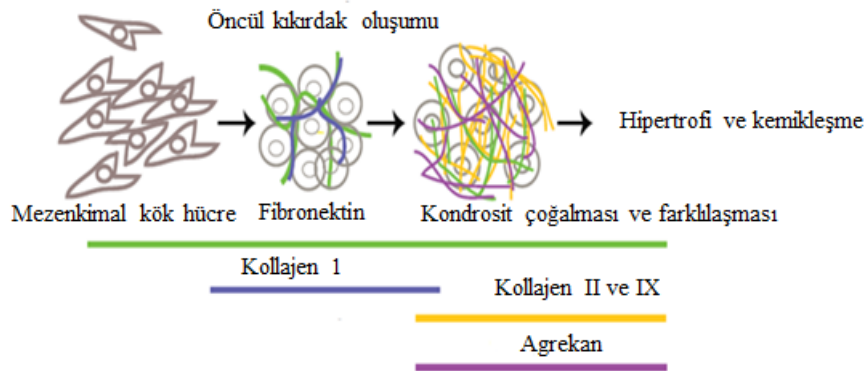 Öncül kıkırdak oluşumu
Hipertrofi ve kemikleşme
Mezenkimal kök hücre
Fibronektin
Kondrosit çoğalması ve farklılaşması
Kollajen 1
Kollajen II ve IX
Agrekan